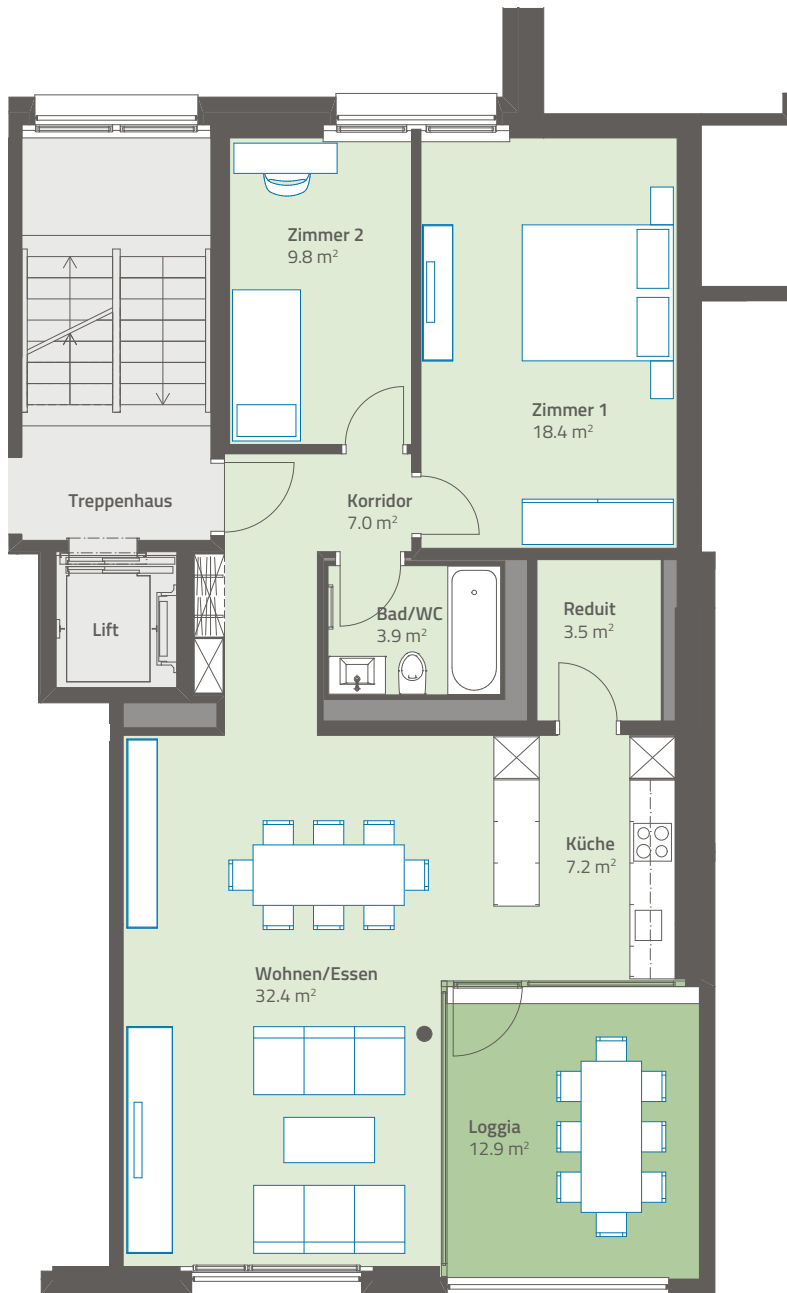 Zimmer 2
9.8 m²
Zimmer 1
18.4 m²
Treppenhaus
Korridor
7.0 m²
Lift
Bad/WC
3.9 m²
Reduit
3.5 m²
Küche
7.2 m²
Wohnen/Essen
32.4 m²
Loggia
12.9 m²